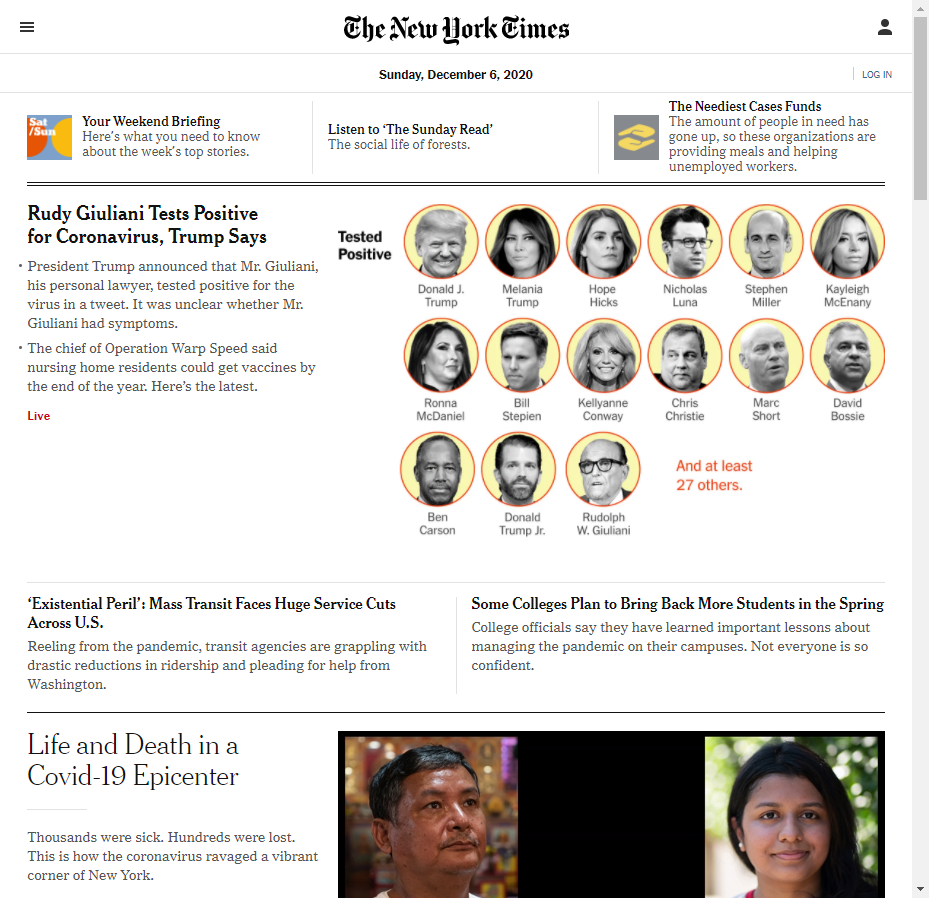 The New York Times
Sunday, December 6, 2020
LOG IN
Sat
/Sun
Your Weekend Briefing
Here’s what you need to know
about the week’s top stories.
Listen to ‘The Sunday Read’
The social life of forests.
The Neediest Cases Funds
The amount of people in need has
gone up, so these organizations are
providing meals and helping
unemployed workers.
Rudy Giuliani Tests Positive
for Coronavirus, Trump Says
• President Trump announced that Mr. Giuliani,
his personal lawyer, tested positive for the
virus in a tweet. It was unclear whether Mr.
Giuliani had symptoms.
• The chief of Operation Warp Speed said
nursing home residents could get vaccines by
the end of the year. Here’s the latest.
Live
Tested
Positive
Donald J.
Trump
Melania
Trump
Hope
Hicks
Nicholas
Luna
Stephen
Miller
Kayleigh
McEnany
Ronna
McDaniel
Bill
Stepien
Kellyanne
Conway
Chris
Christie
Marc
Short
David
Bossie
Ben
Carson
Donald
Trump Jr.
Rudolph
W. Giuliani
And at least
27 others.
‘Existential Peril’: Mass Transit Faces Huge Service Cuts
Across U.S.
Reeling from the pandemic, transit agencies are grappling with
drastic reductions in ridership and pleading for help from
Washington.
Some Colleges Plan to Bring Back More Students in the Spring
College officials say they have learned important lessons about
managing the pandemic on their campuses. Not everyone is so
confident.
Life and Death in a
Covid-19 Epicenter
Thousands were sick. Hundreds were lost.
This is how the coronavirus ravaged a vibrant
corner of New York.